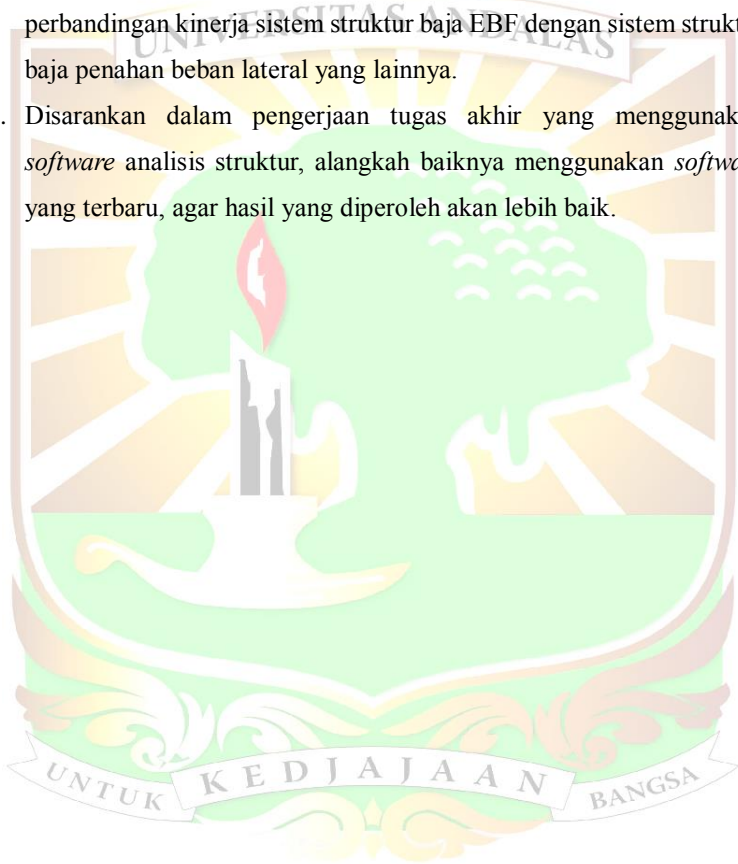 perbandingan kinerja sistem struktur baja EBF dengan sistem strukt
UNIVERSITAS ANDALAS
baja penahan beban lateral yang lainnya.
. Disarankan dalam pengerjaan tugas akhir yang menggunak
software analisis struktur, alangkah baiknya menggunakan softwa
yang terbaru, agar hasil yang diperoleh akan lebih baik.
UNTUK KEDJAJAAN BANGSA